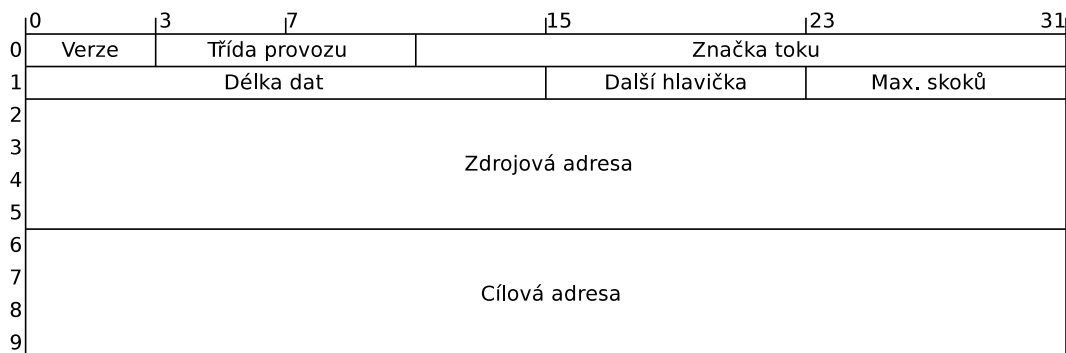 0 3 7 15 23 31
0 Verze Třída provozu Značka toku
1 Délka dat Další hlavička Max. skoků
2
3
Zdrojová adresa
4
5
6
7
Cílová adresa
8
9